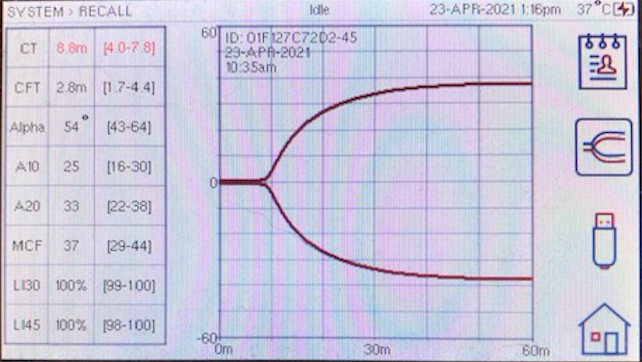 SYSTEM > RECALL Idle 23-APR-2021 1:16pm 37°C
CT 8.8m [4.0-7.8]
CFT 2.8m [1.7-4.4]
Alpha 54° [43-64]
A10 25 [16-30]
A20 33 [22-38]
MCF 37 [29-44]
LI30 100% [99-100]
LI45 100% [98-100]
60
ID: 01F127C72D2-45
23-APR-2021
10:35am
0
-60
0m 30m 60m